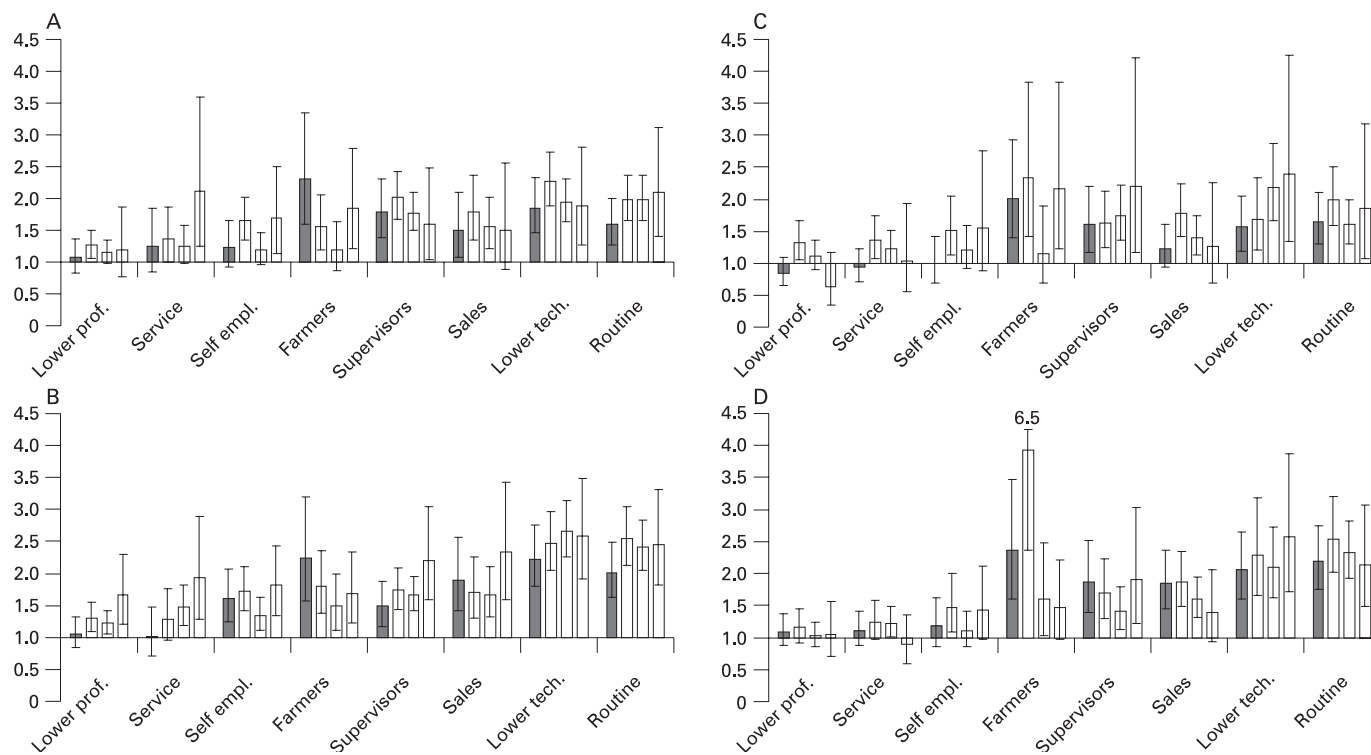 A
4.5
4.0
3.5
3.0
2.5
2.0
1.5
1.0
0.5
0
Lower prof.
Service
Self empl.
Farmers
Supervisors
Sales
Lower tech.
Routine
C
4.5
4.0
3.5
3.0
2.5
2.0
1.5
1.0
0.5
0
Lower prof.
Service
Self empl.
Farmers
Supervisors
Sales
Lower tech.
Routine
B
4.5
4.0
3.5
3.0
2.5
2.0
1.5
1.0
0.5
0
Lower prof.
Service
Self empl.
Farmers
Supervisors
Sales
Lower tech.
Routine
D
4.5
4.0
3.5
3.0
2.5
2.0
1.5
1.0
0.5
0
6.5
Lower prof.
Service
Self empl.
Farmers
Supervisors
Sales
Lower tech.
Routine